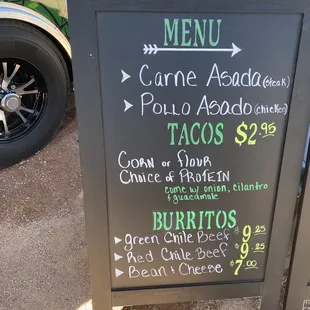 MENU
Carne Asada (steak)
Pollo Asado (chicken)
TACOS $2.95
Corn or flour
Choice of PROTEIN
come w/ onion, cilantro
& guacamole
BURRITOS
green Chile Beef $9.25
Red Chile Beef $9.25
Bean + Cheese $7.00